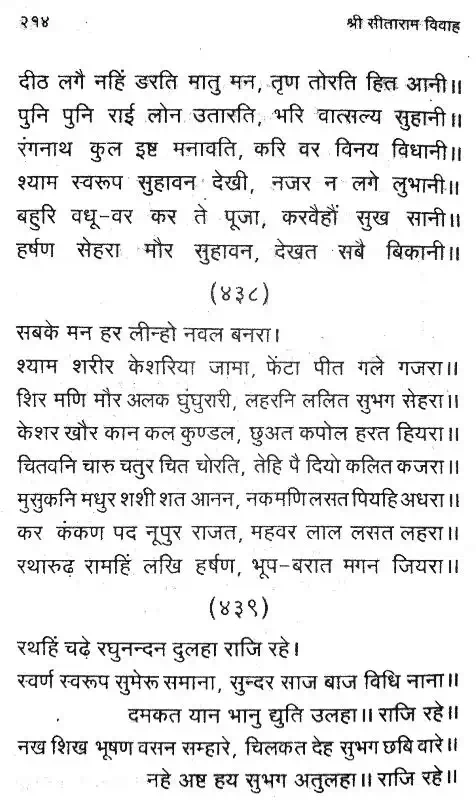 २१४ श्री सीताराम विवाह
दीठ लगै नहिं डरति मातु मन, तृण तोरति हित आनी॥
पुनि पुनि राई लोन उतारति, भरि वात्सल्य सुहानी॥
रंगनाथ कुल इष्ट मनावति, करि वर विनय विधानी॥
श्याम स्वरूप सुहावन देखी, नजर न लगे लुभानी॥
बहुरि वधू-वर कर ते पूजा, करवैहौं सुख सानी॥
हर्षण सेहरा मौर सुहावन, देखत सबै बिकानी॥
(४३८)
सबके मन हर लीन्हो नवल बनरा।
श्याम शरीर केशरिया जामा, फेंटा पीत गले गजरा॥
शिर मणि मौर अलक घुंघुरारी, लहरनि ललित सुभग सेहरा॥
केशर खौर कान कल कुण्डल, छुअत कपोल हरत हियरा॥
चितवनि चारु चतुर चित चोरति, तेहि पै दियो कलित कजरा॥
मुसुकनि मधुर शशी शत आनन, नकमणि लसत पियहि अधरा॥
कर कंकण पद नूपुर राजत, महवर लाल लसत लहरा॥
रथारुढ़ रामहिं लखि हर्षण, भूप-बरात मगन जियरा॥
(४३९)
रथहिं चढ़े रघुनन्दन दुलहा राजि रहे।
स्वर्ण स्वरूप सुमेरू समाना, सुन्दर साज बाज विधि नाना॥
दमकत यान भानु द्युति उलहा॥ राजि रहे॥
नख शिख भूषण वसन सम्हारे, चिलकत देह सुभग छबि वारे॥
नहे अष्ट हय सुभग अतुलहा॥ राजि रहे॥